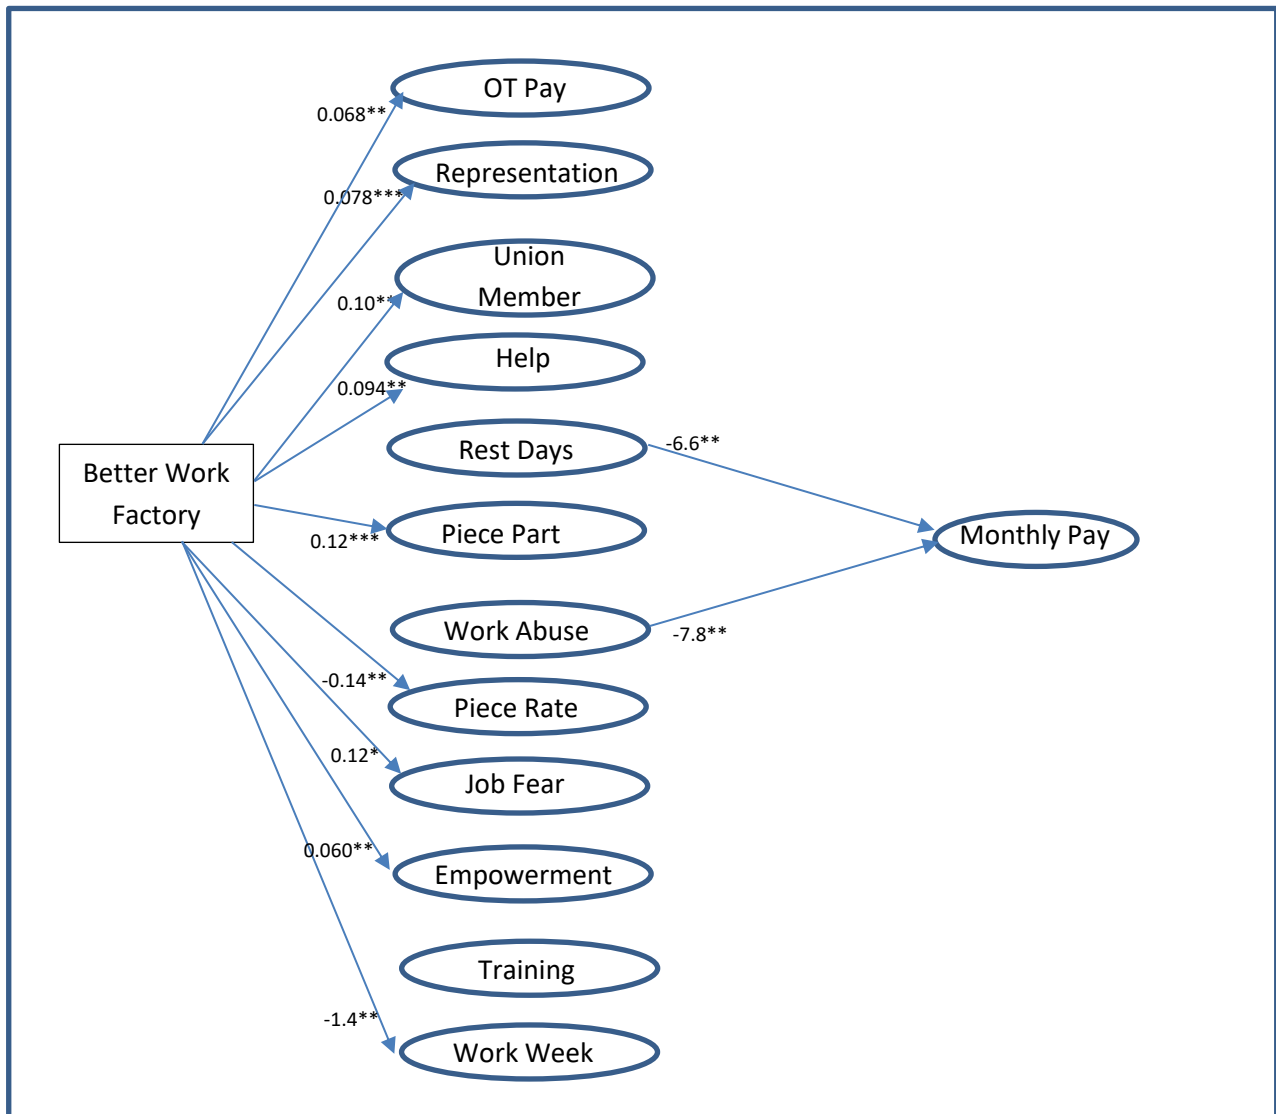 OT Pay
0.068**
Representation
0.078***
Union
Member
0.10**
Help
0.094**
Rest Days
-6.6**
Better Work
Factory
Piece Part
0.12***
Monthly Pay
Work Abuse
-7.8**
-0.14**
Piece Rate
0.12*
Job Fear
0.060**
Empowerment
Training
-1.4**
Work Week